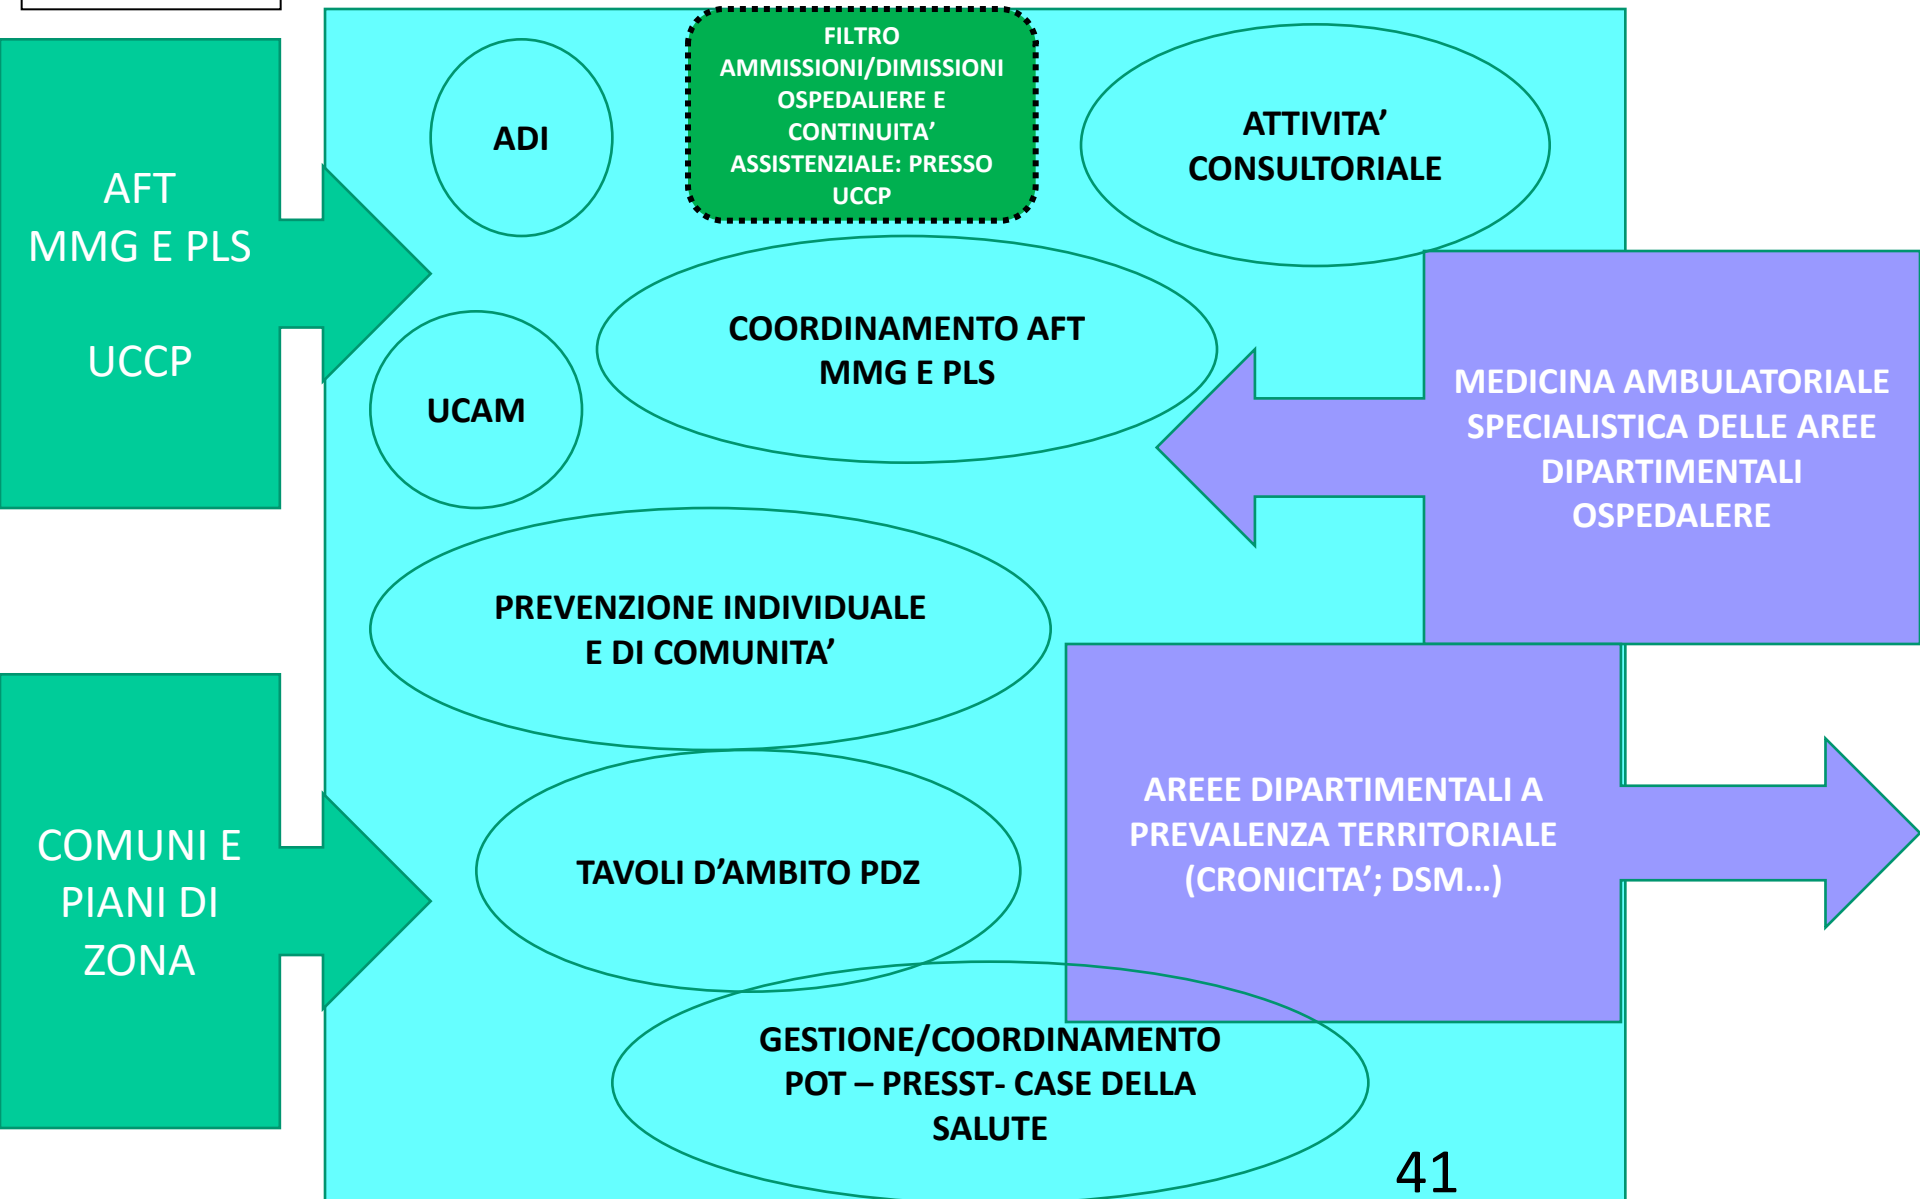 AFT
MMG E PLS
UCCP
ADI
FILTRO
AMMISSIONI/DIMISSIONI
OSPEDALIERE E
CONTINUITA’
ASSISTENZIALE: PRESSO
UCCP
ATTIVITA’
CONSULTORIALE
COORDINAMENTO AFT
MMG E PLS
UCAM
MEDICINA AMBULATORIALE
SPECIALISTICA DELLE AREE
DIPARTIMENTALI
OSPEDALERE
PREVENZIONE INDIVIDUALE
E DI COMUNITA’
COMUNI E
PIANI DI
ZONA
TAVOLI D’AMBITO PDZ
AREEE DIPARTIMENTALI A
PREVALENZA TERRITORIALE
(CRONICITA’; DSM…)
GESTIONE/COORDINAMENTO
POT – PRESST- CASE DELLA
SALUTE
41